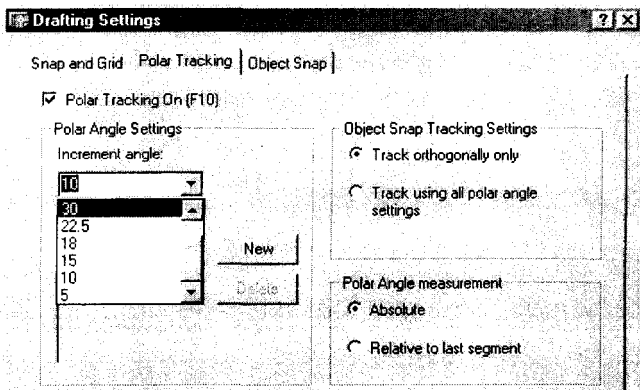 Drafting Settings
Snap and Grid Polar Tracking Object Snap
Polar Tracking On (F10)
Polar Angle Settings
Increment angle:
10
30
22.5
18
15
10
5
New
Delete
Object Snap Tracking Settings
Track orthogonally only
Track using all polar angle
settings
Polar Angle measurement
Absolute
Relative to last segment